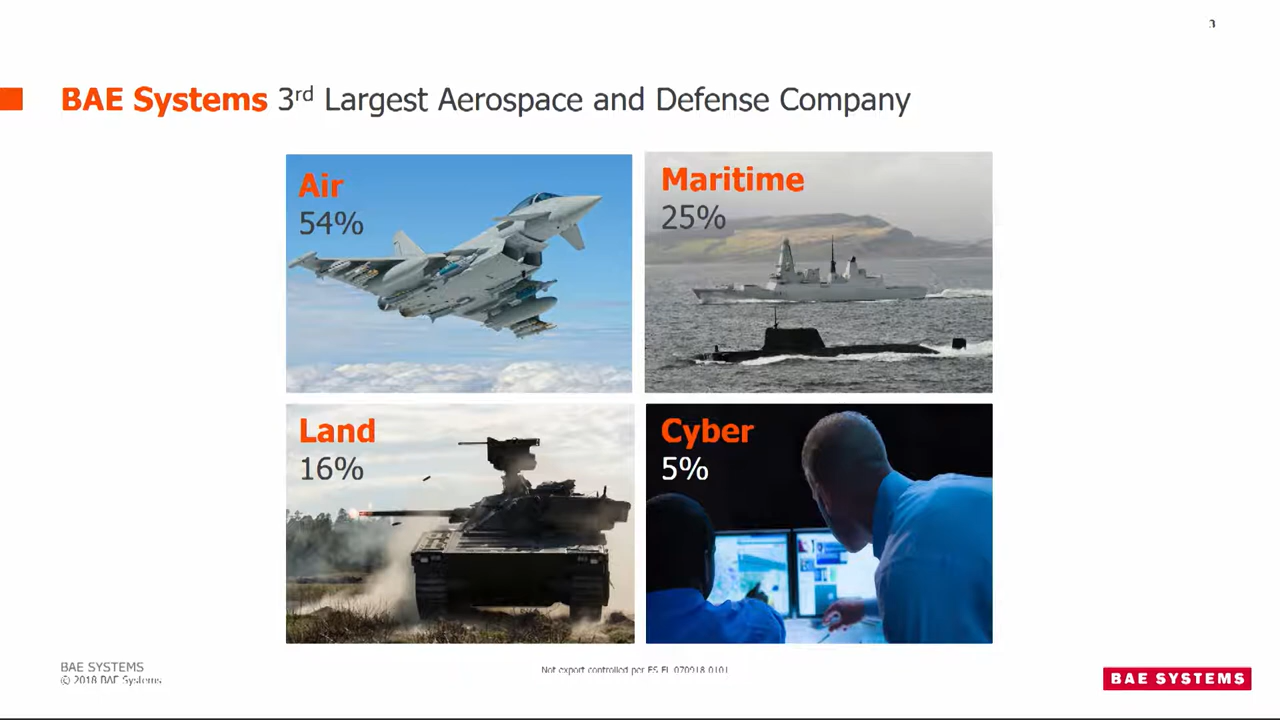 3
BAE Systems 3rd Largest Aerospace and Defense Company
Air
54%
Maritime
25%
Land
16%
Cyber
5%
BAE SYSTEMS
© 2018 BAE Systems
Not export controlled per ES-FL-070918-0101
BAE SYSTEMS